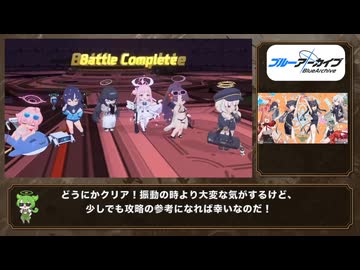 Battle Complete
ブルーアーカイブ
BlueArchive
どうにかクリア！振動の時より大変な気がするけど、
少しでも攻略の参考になれば幸いなのだ！